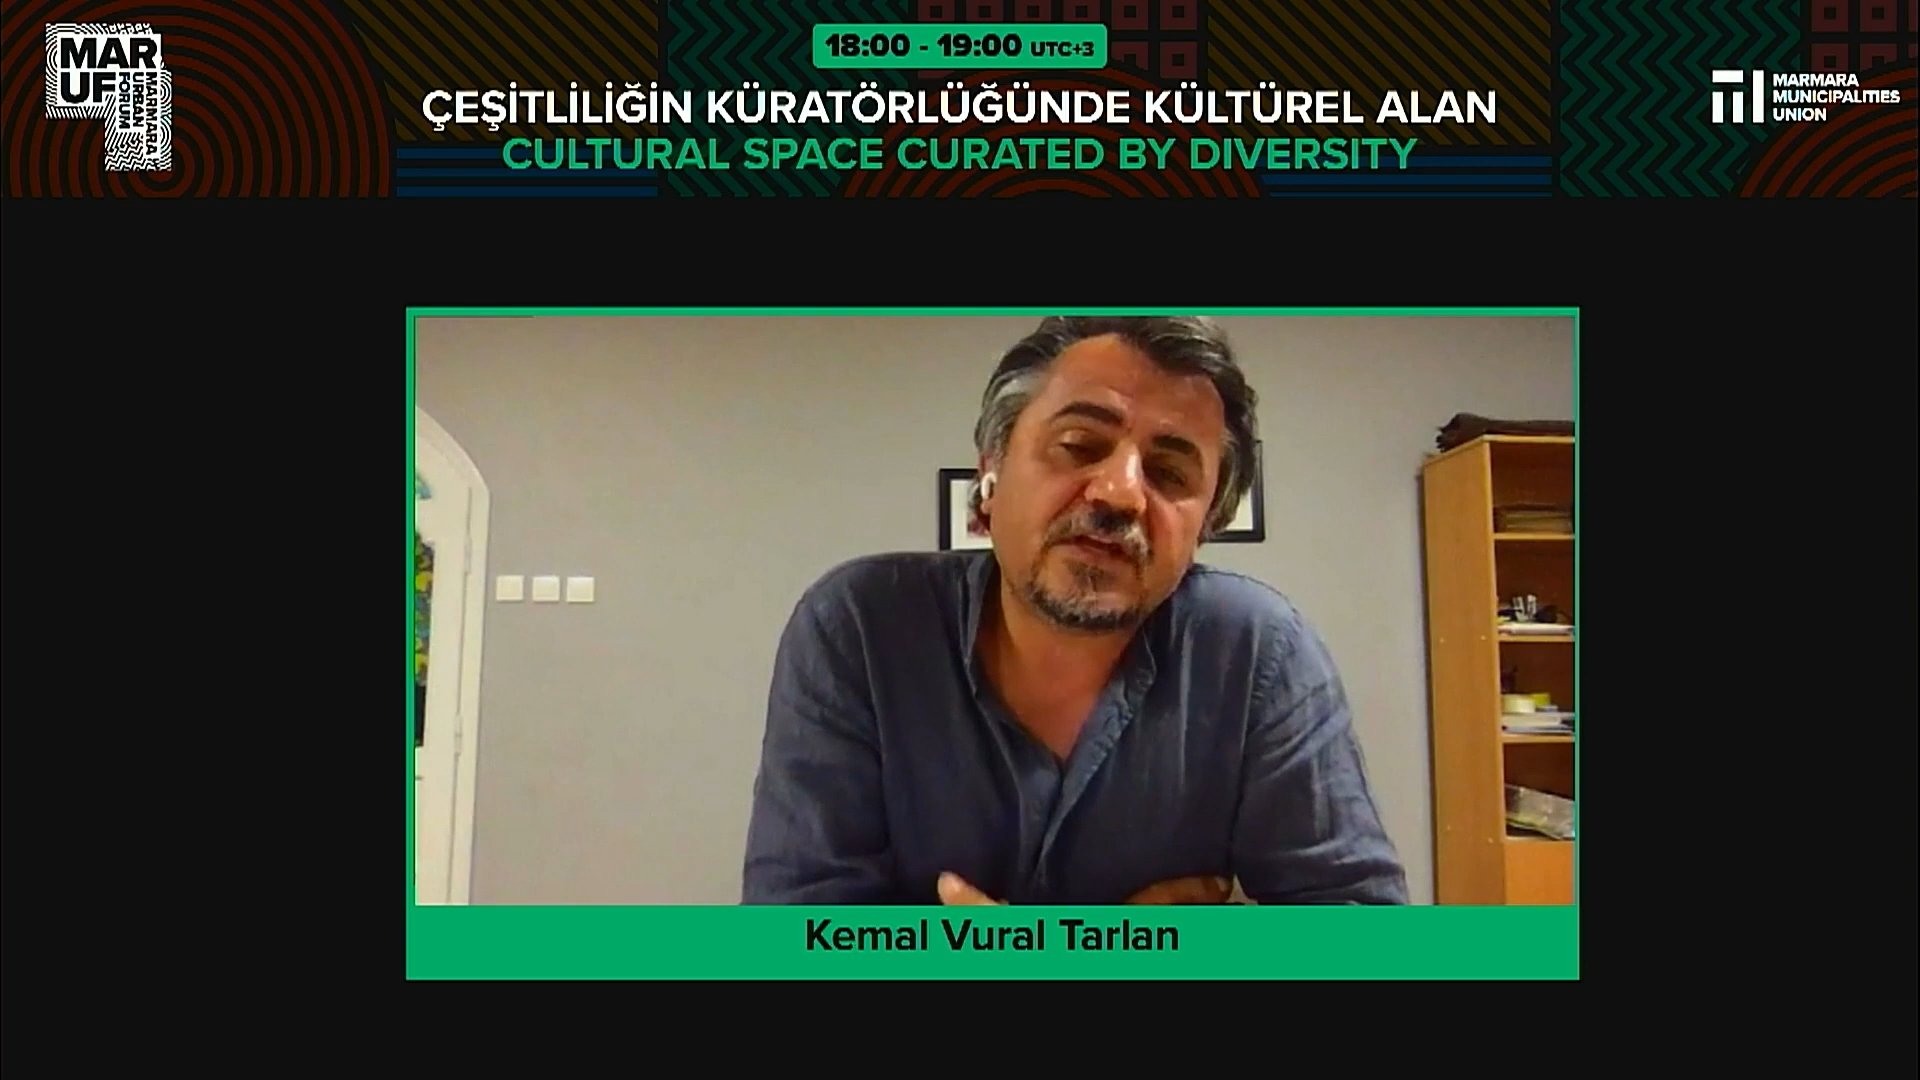 MAR
UF
MARMARA
URBAN
FORUM
18:00 - 19:00 UTC+3
ÇEŞİTLİLİĞİN KÜRATÖRLÜĞÜNDE KÜLTÜREL ALAN
CULTURAL SPACE CURATED BY DIVERSITY
MARMARA
MUNICIPALITIES
UNION
Kemal Vural Tarlan